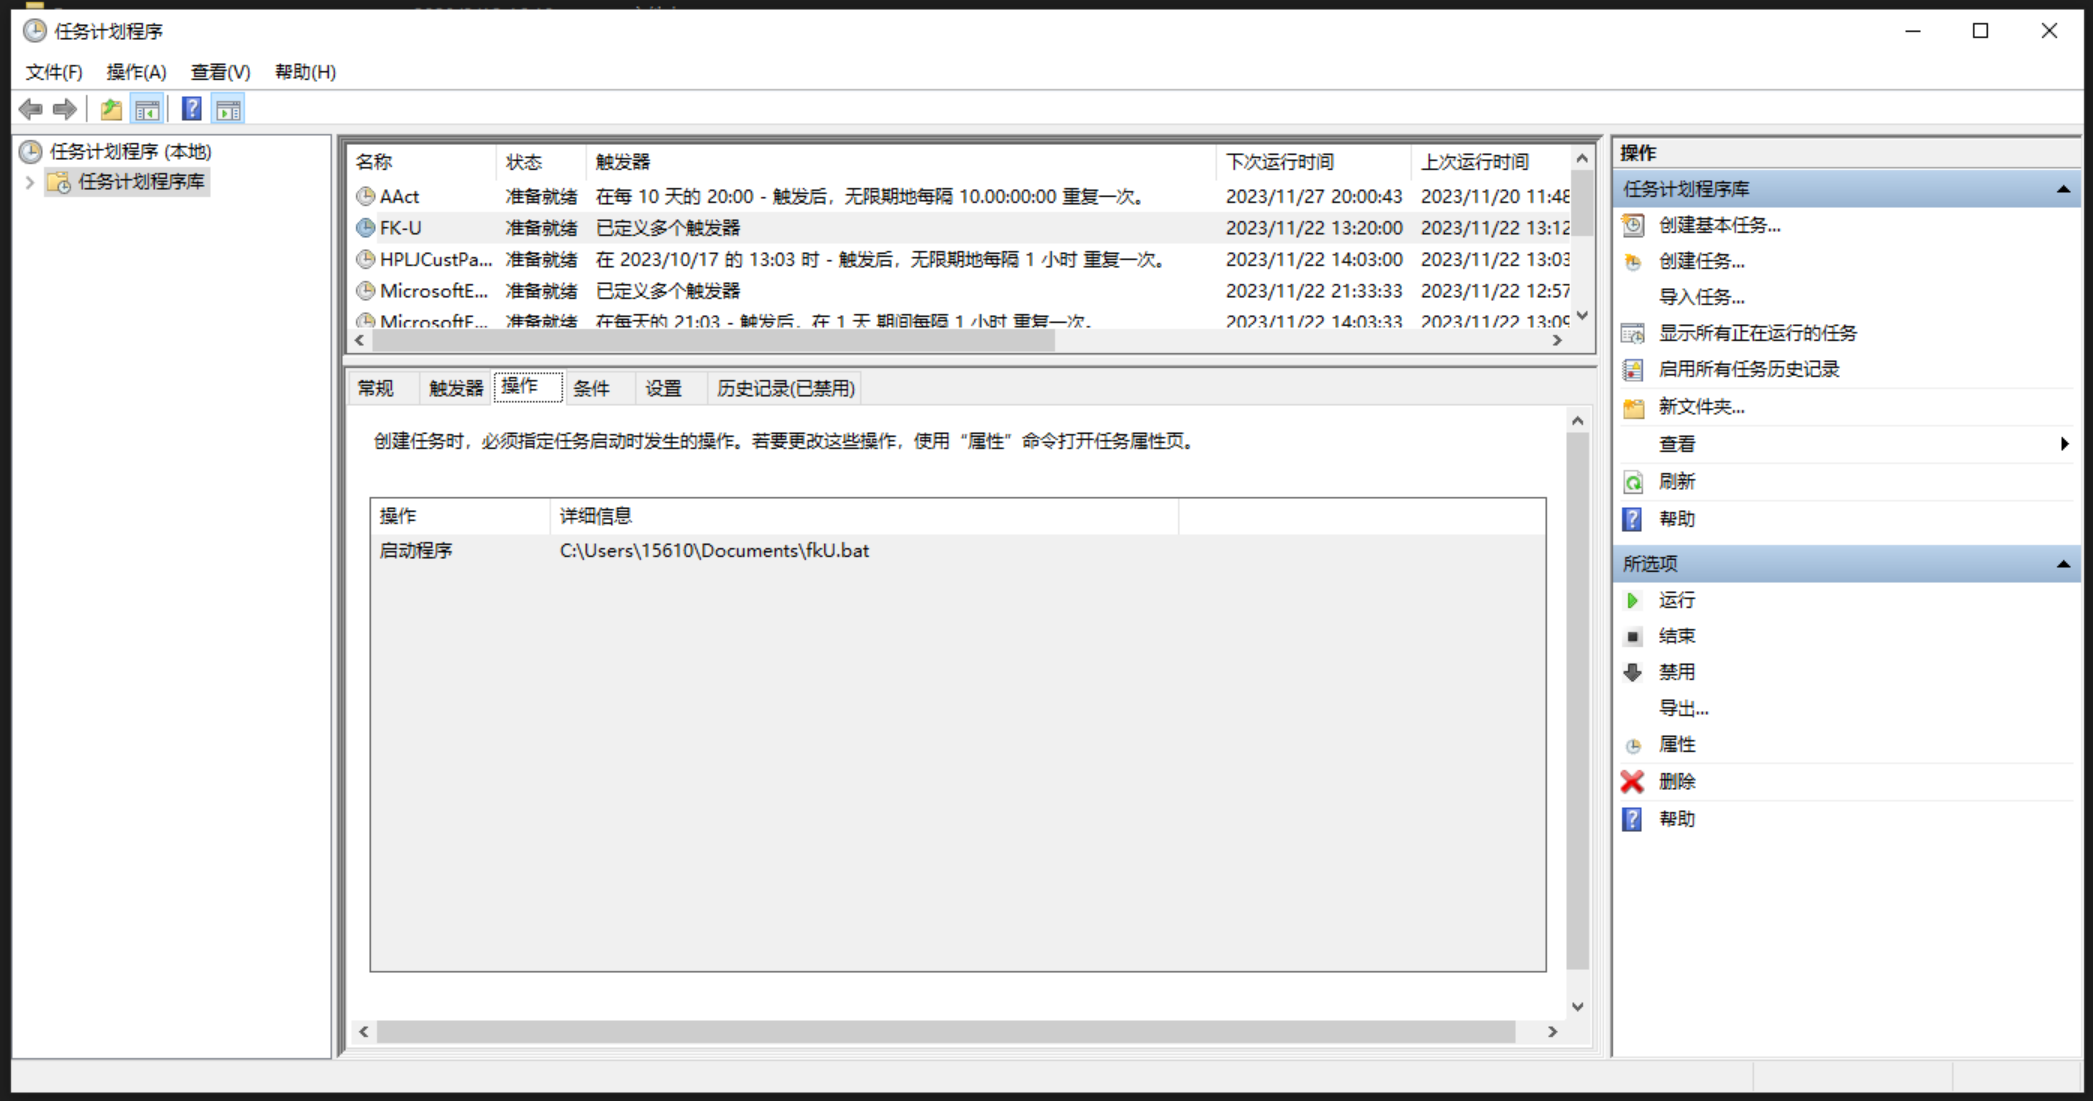 任务计划程序
文件(F) 操作(A) 查看(V) 帮助(H)
任务计划程序 (本地)
任务计划程序库
名称 状态 触发器 下次运行时间 上次运行时间
AAct 准备就绪 在每 10 天的 20:00 - 触发后，无限期地每隔 10.00:00:00 重复一次。 2023/11/27 20:00:43 2023/11/20 11:48
FK-U 准备就绪 已定义多个触发器 2023/11/22 13:20:00 2023/11/22 13:12
HPLJCustPa... 准备就绪 在 2023/10/17 的 13:03 时 - 触发后，无限期地每隔 1 小时 重复一次。 2023/11/22 14:03:00 2023/11/22 13:03
MicrosoftE... 准备就绪 已定义多个触发器 2023/11/22 21:33:33 2023/11/22 12:57
MicrosoftE... 准备就绪 在每天的 21:03 - 触发后，在 1 天 期间每隔 1 小时 重复一次。 2023/11/22 14:03:33 2023/11/22 13:09
常规 触发器 操作 条件 设置 历史记录(已禁用)
创建任务时，必须指定任务启动时发生的操作。若要更改这些操作，使用“属性”命令打开任务属性页。
操作 详细信息
启动程序 C:\Users\15610\Documents\fkU.bat
操作
任务计划程序库
创建基本任务...
创建任务...
导入任务...
显示所有正在运行的任务
启用所有任务历史记录
新文件夹...
查看
刷新
帮助
所选项
运行
结束
禁用
导出...
属性
删除
帮助